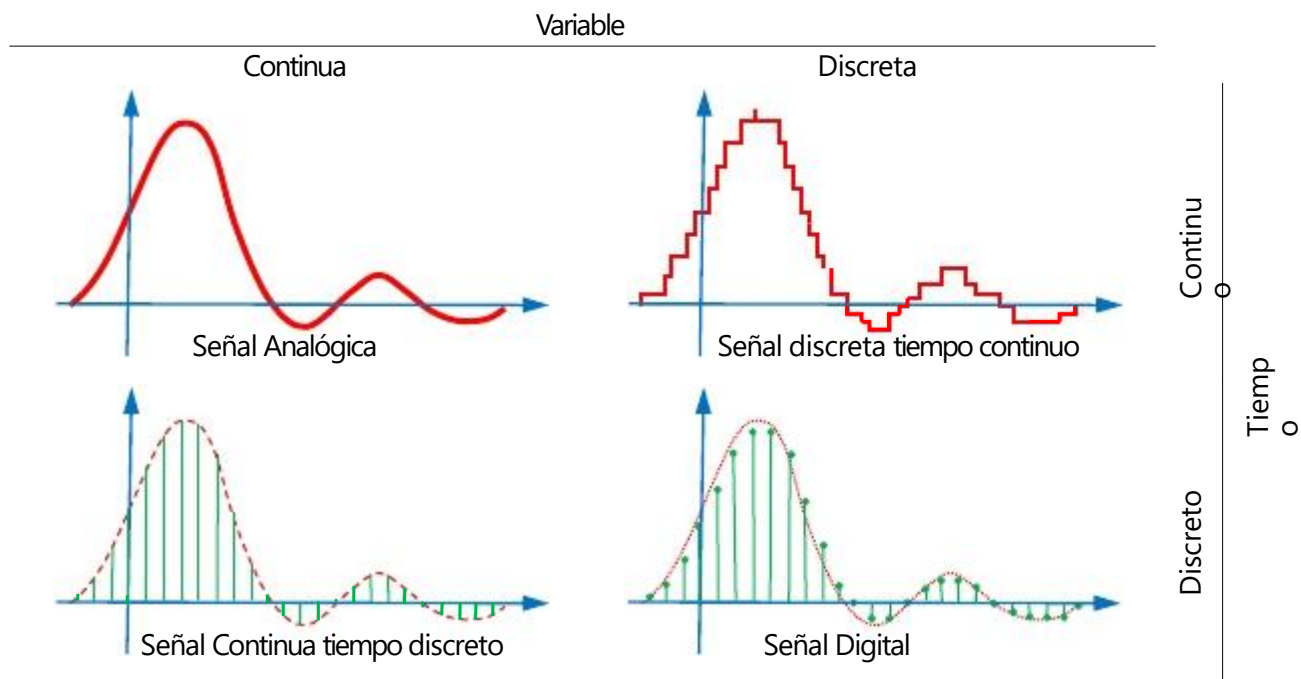 Variable
Continua
Discreta
Señal Analógica
Señal discreta tiempo continuo
Continu
o
Tiemp
o
Señal Continua tiempo discreto
Señal Digital
Discreto